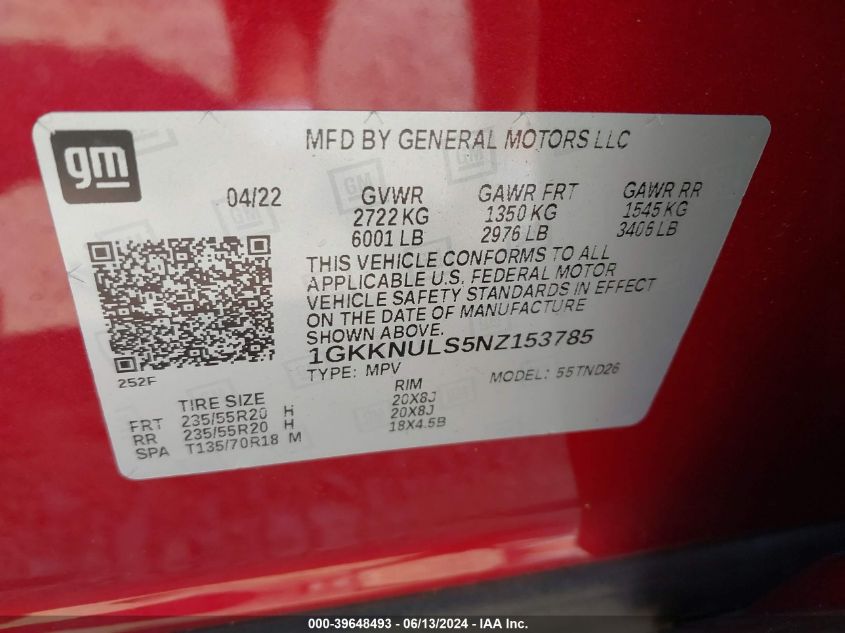 gm
MFD BY GENERAL MOTORS LLC
04/22 GVWR GAWR FRT GAWR RR
2722 KG 1350 KG 1545 KG
6001 LB 2976 LB 3406 LB
THIS VEHICLE CONFORMS TO ALL
APPLICABLE U.S. FEDERAL MOTOR
VEHICLE SAFETY STANDARDS IN EFFECT
ON THE DATE OF MANUFACTURE
SHOWN ABOVE.
1GKKNULS5NZ153785
TYPE: MPV MODEL: 55TND26
252F
TIRE SIZE RIM
FRT 235/55R20 H 20X8J
RR 235/55R20 H 20X8J
SPA T135/70R18 M 18X4.5B
000-39648493 - 06/13/2024 - IAA Inc.